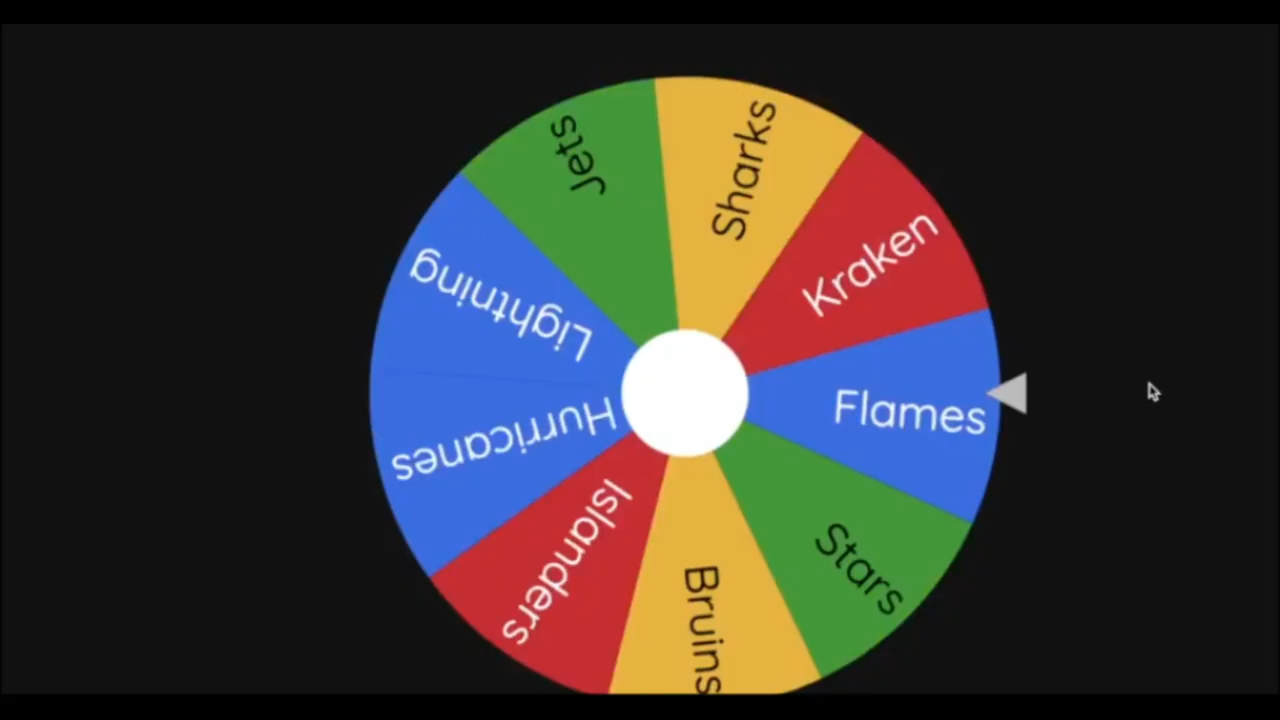 Jets
Sharks
Kraken
Lightning
Flames
Hurricanes
Islanders
Stars
Bruins